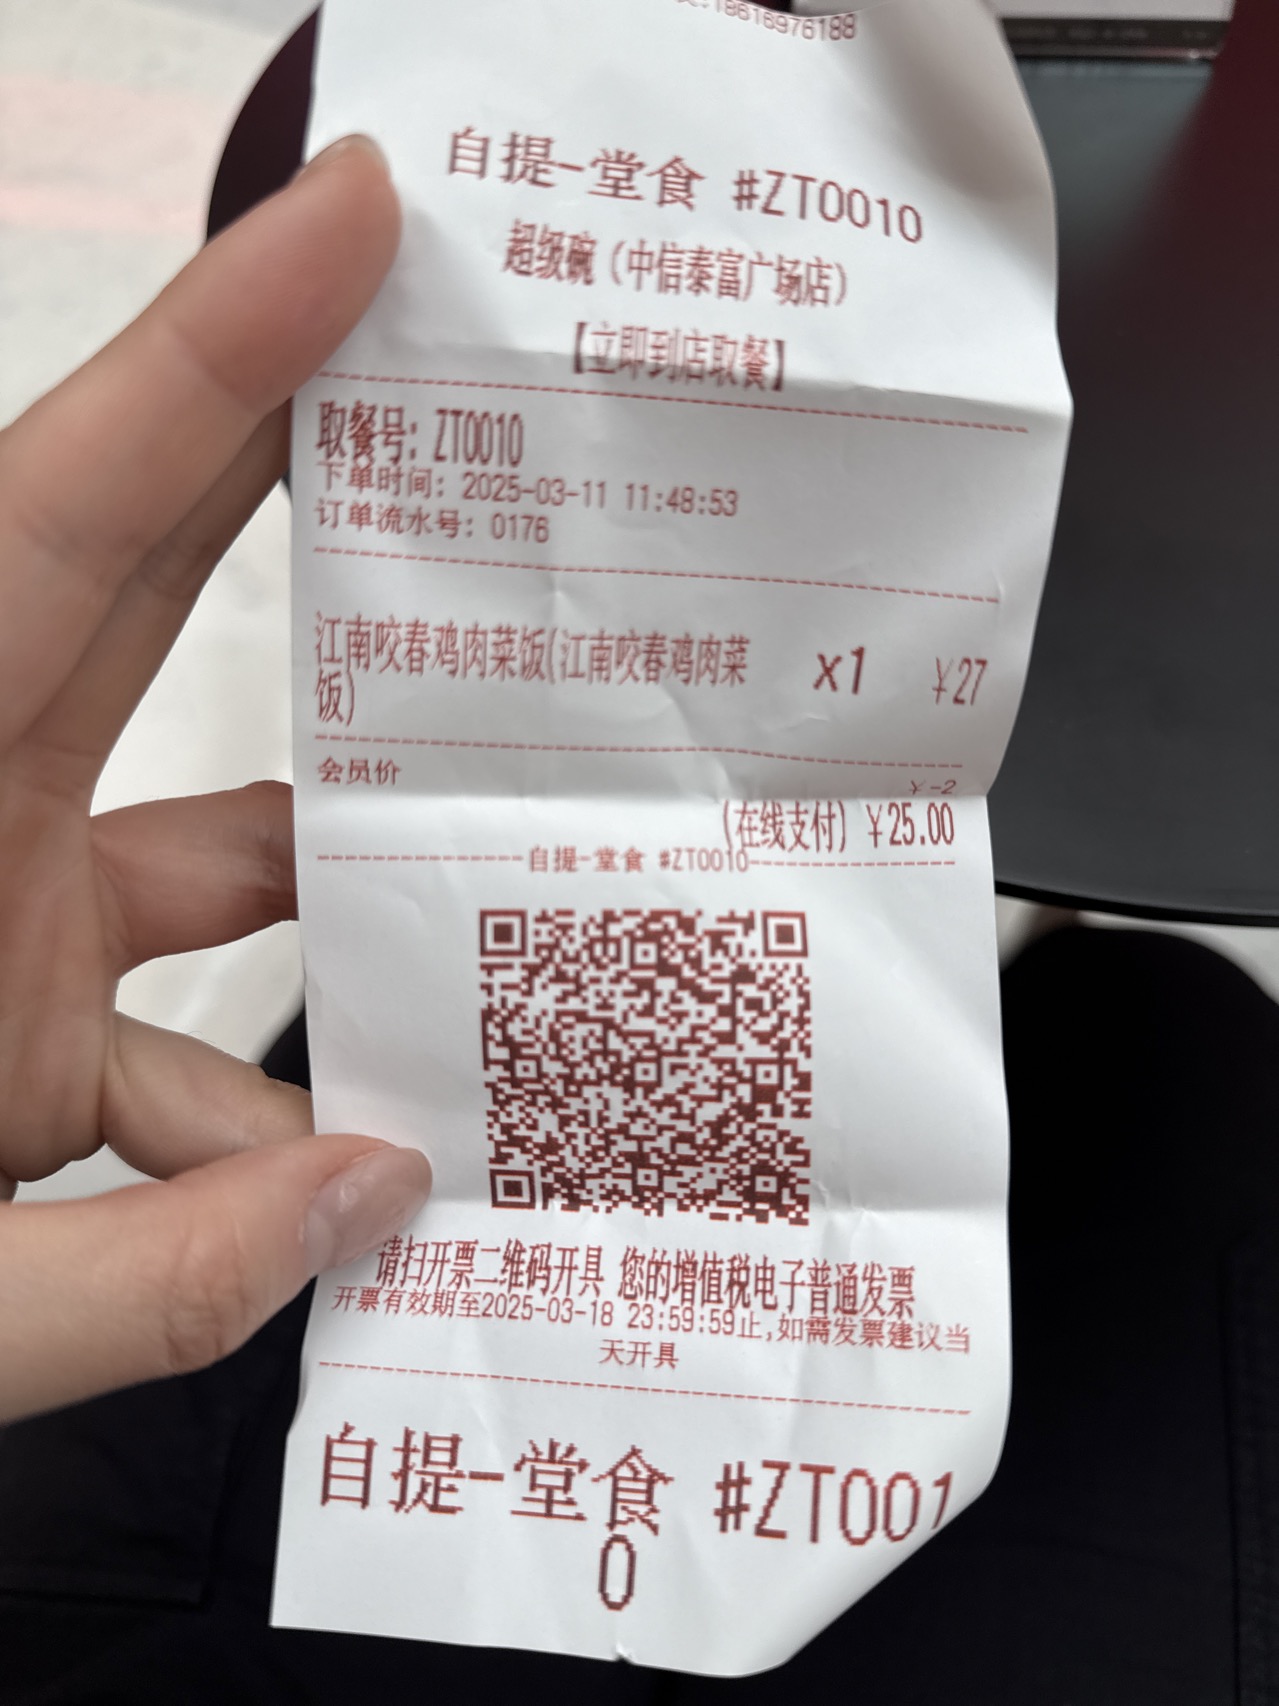 :19616976188
自提-堂食 #ZT0010
超级碗（中信泰富广场店）
【立即到店取餐】
取餐号: ZT0010
下单时间: 2025-03-11 11:48:53
订单流水号: 0176
江南咬春鸡肉菜饭(江南咬春鸡肉菜 x1 ￥27
饭)
会员价 ￥-2
(在线支付) ￥25.00
自提-堂食 #ZT0010
请扫开票二维码开具 您的增值税电子普通发票
开票有效期至2025-03-18 23:59:59止,如需发票建议当
天开具
自提-堂食 #ZT001
0